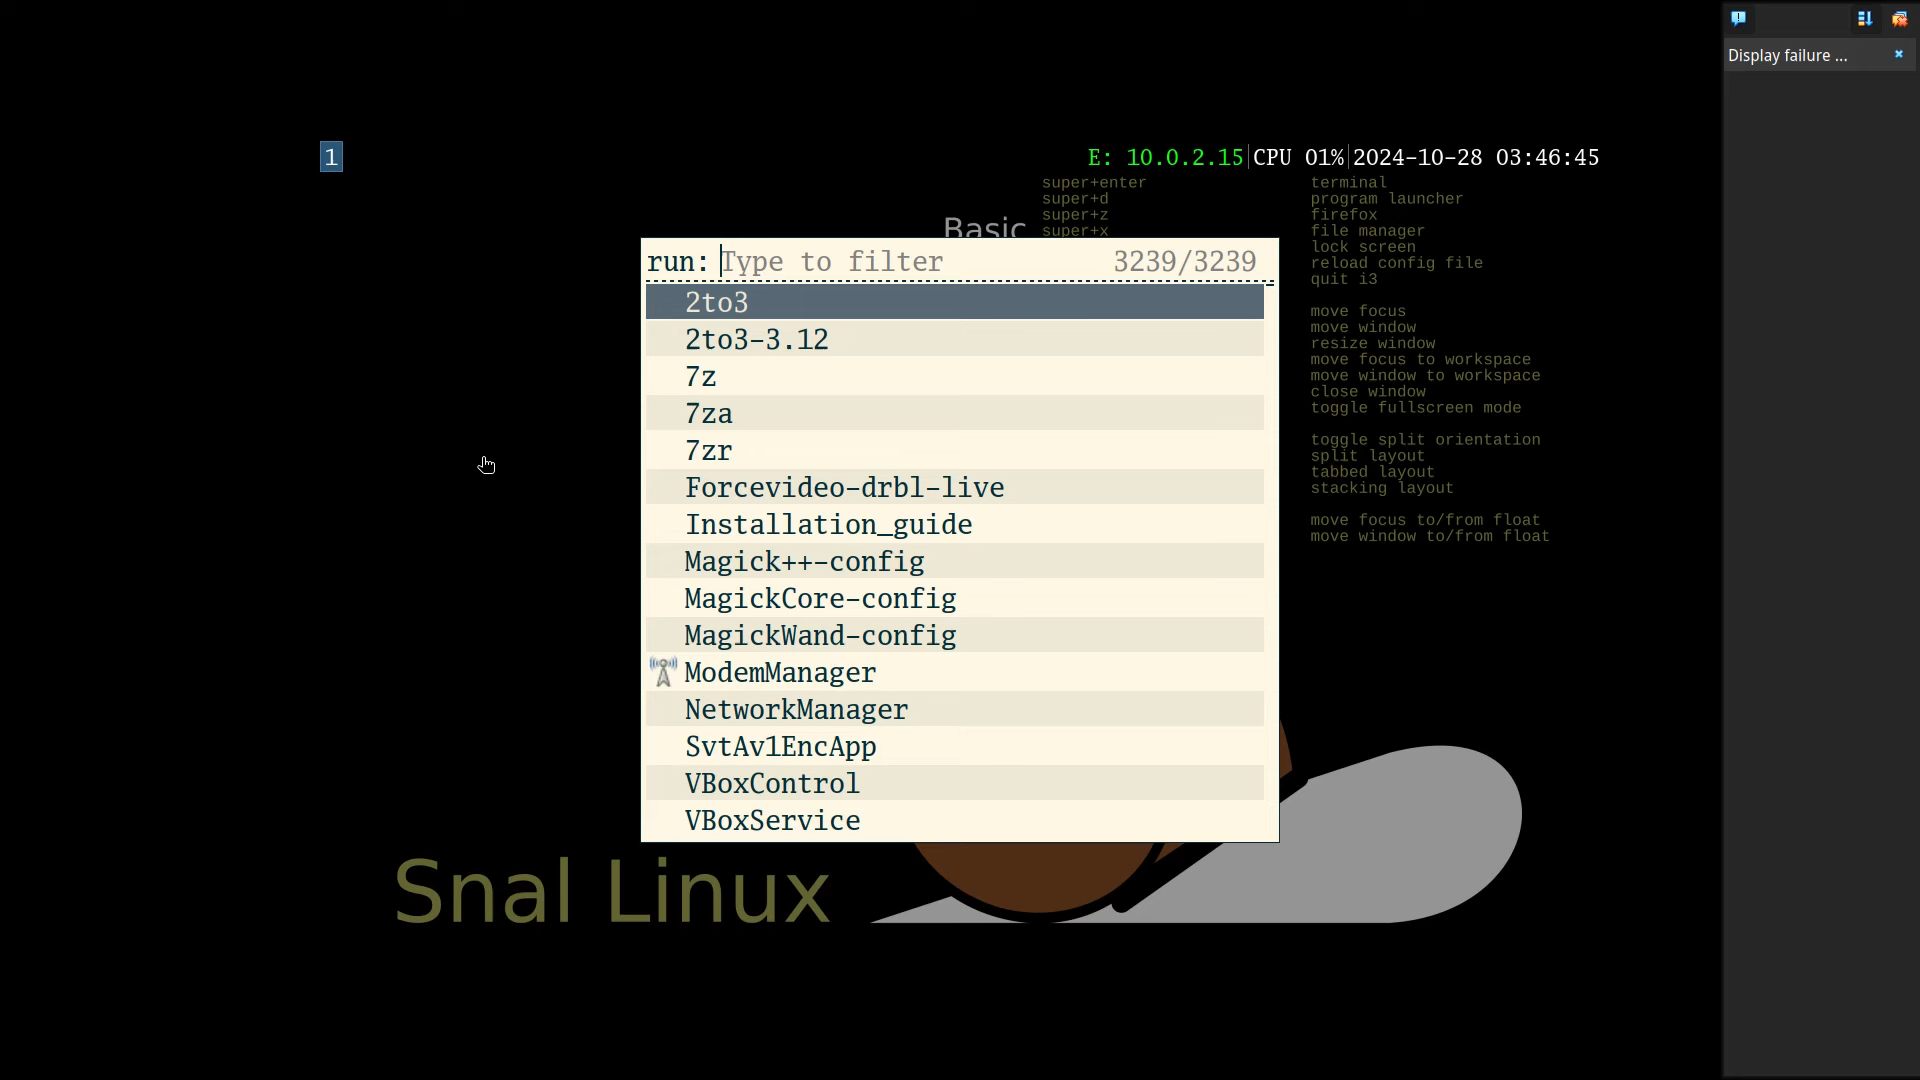 Display failure ...
1
E: 10.0.2.15|CPU 01%|2024-10-28 03:46:45
super+enter terminal
super+d program launcher
super+z firefox
Basic super+x file manager
lock screen
reload config file
quit i3
move focus
move window
resize window
move focus to workspace
move window to workspace
close window
toggle fullscreen mode
toggle split orientation
split layout
tabbed layout
stacking layout
move focus to/from float
move window to/from float
run: Type to filter 3239/3239
2to3
2to3-3.12
7z
7za
7zr
Forcevideo-drbl-live
Installation_guide
Magick++-config
MagickCore-config
MagickWand-config
ModemManager
NetworkManager
SvtAv1EncApp
VBoxControl
VBoxService
Snal Linux